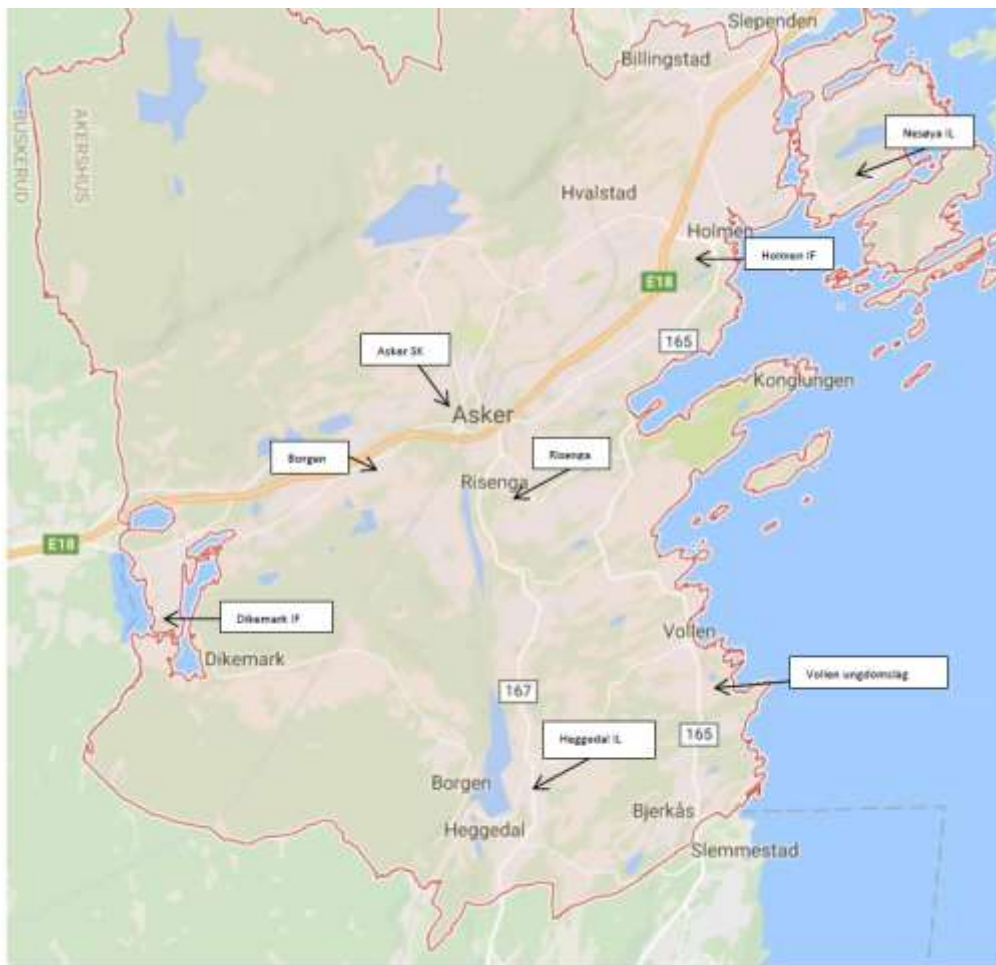 Slependen
Billingstad
BUSKERUD
AKERSHUS
Nesøya IL
Hvalstad
Holmen
Holmen IF
E18
165
Asker SK
Konglungen
Asker
Borgen
Risenga
Risenga
E18
Dikemark IF
Vollen
Dikemark
Vollen ungdomslag
167
165
Heggedal IL
Borgen
Bjerkås
Heggedal
Slemmestad